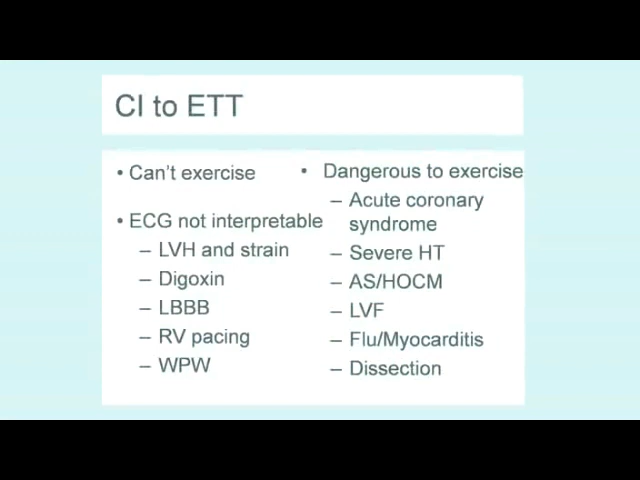 CI to ETT
• Can't exercise
• ECG not interpretable
– LVH and strain
– Digoxin
– LBBB
– RV pacing
– WPW
• Dangerous to exercise
– Acute coronary
syndrome
– Severe HT
– AS/HOCM
– LVF
– Flu/Myocarditis
– Dissection